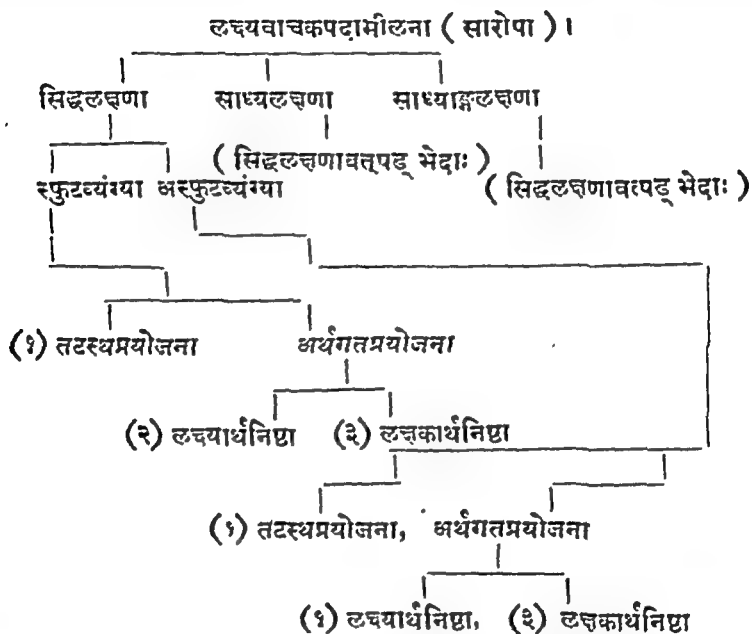 लक्ष्यवाचकपदामीलना ( सारोपा ) ।
सिद्धलक्षणा साध्यलक्षणा साध्याङ्गलक्षणा
( सिद्धलक्षणावत्षड् भेदाः )
स्फुटव्यंग्या अस्फुटव्यंग्या
( सिद्धलक्षणावत्षड् भेदाः )
(१) तटस्थप्रयोजना अर्थगतप्रयोजना
(२) लक्ष्यार्थनिष्ठा (३) लक्षकार्थनिष्ठा
(१) तटस्थप्रयोजना, अर्थगतप्रयोजना
(१) लक्ष्यार्थनिष्ठा, (३) लक्षकार्थनिष्ठा